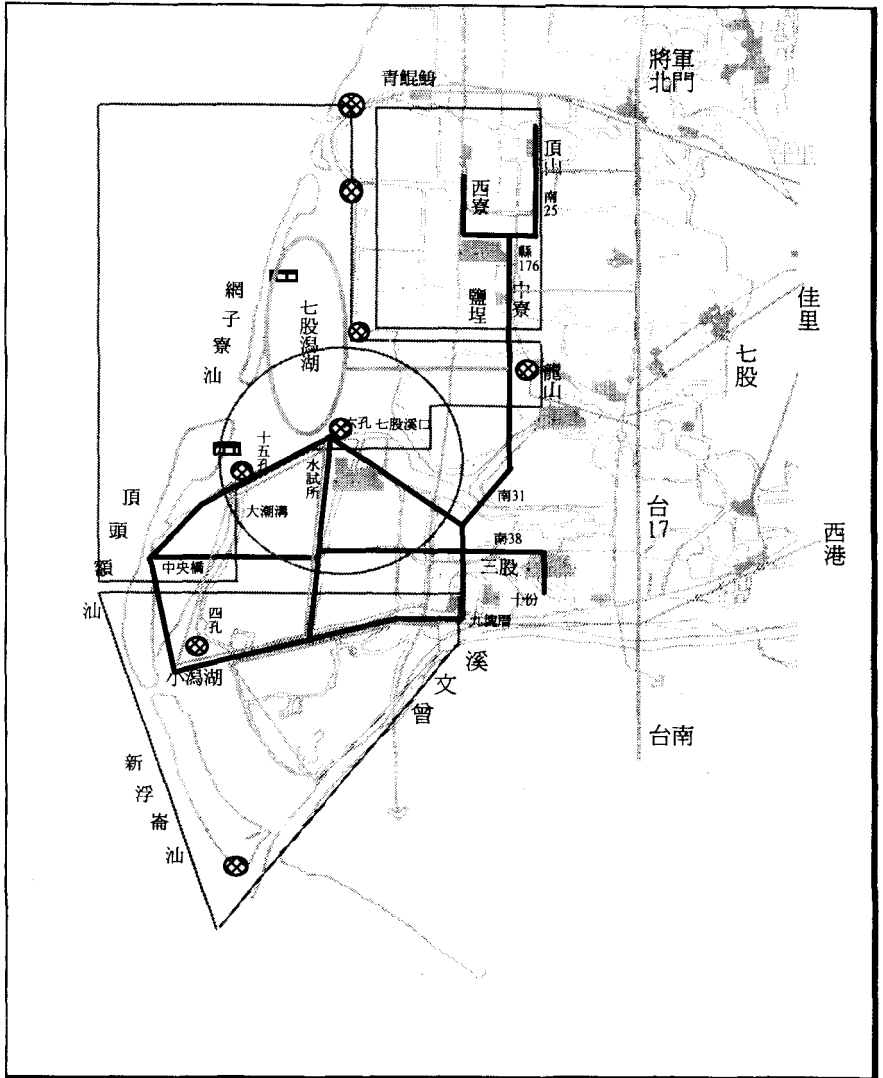 將軍
北門
青鯤鯓
頂山
西寮
南
25
縣
176
中寮
鹽埕
網子寮汕
七股潟湖
佳里
七股
龍山
六孔 七股溪口
十五孔
水試所
頂頭額汕
大潮溝
南31
台
17
南38
西港
中央橋
三股
十份
四孔
九塊厝
小潟湖
曾文溪
台南
新浮崙汕